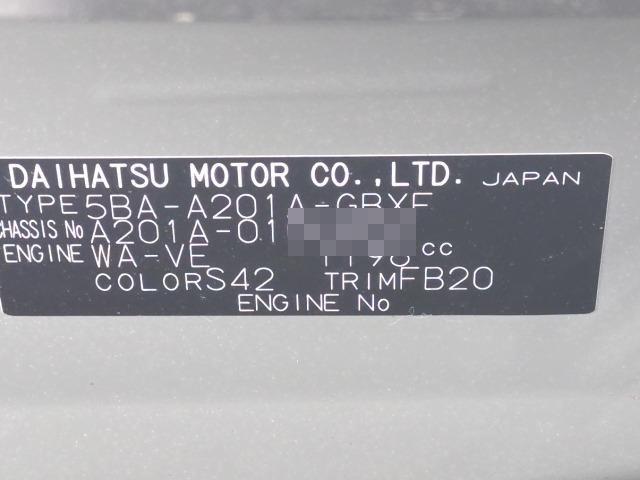 DAIHATSU MOTOR CO.,LTD. JAPAN
TYPE 5BA-A201A-GBXF
CHASSIS No A201A-01
ENGINE WA-VE 1196 cc
COLOR S42 TRIM FB20
ENGINE No